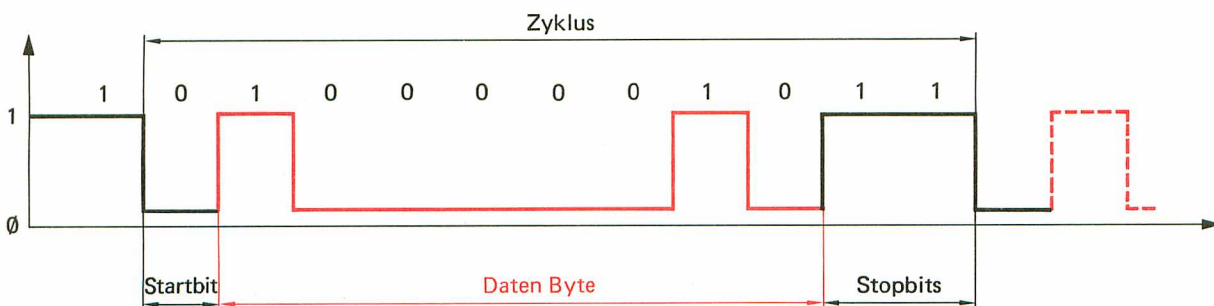 Zyklus
1 0 1 0 0 0 0 0 1 0 1 1
1
Ø
Startbit Daten Byte Stopbits